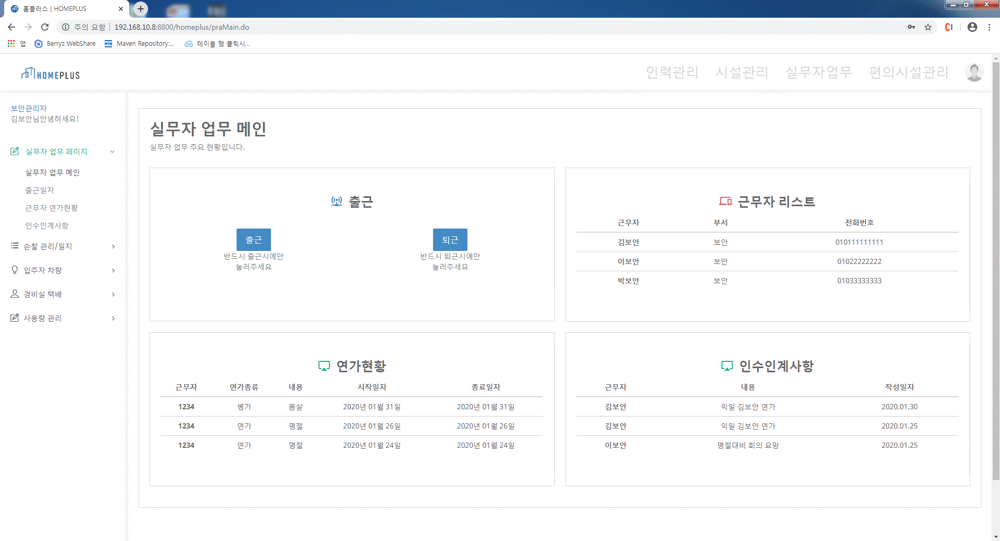 홈플러스 | HOMEPLUS
주의 요함 | 192.168.10.8:8800/homeplus/praMain.do
앱 Berryz WebShare Maven Repository:... 테이블 행 클릭시...
HOMEPLUS 인력관리 시설관리 실무자업무 편의시설관리
보안관리자
김보안님안녕하세요!
실무자 업무 페이지
실무자 업무 메인
출근일지
근무자 연가현황
인수인계사항
순찰 관리/일지
입주자 차량
경비실 택배
사용량 관리
실무자 업무 메인
실무자 업무 주요 현황입니다.
출근
출근 퇴근
반드시 출근시에만 반드시 퇴근시에만
눌러주세요 눌러주세요
근무자 리스트
근무자 부서 전화번호
김보안 보안 010111111111
이보안 보안 01022222222
박보안 보안 01033333333
연가현황
근무자 연가종류 내용 시작일자 종료일자
1234 병가 몸살 2020년 01월 31일 2020년 01월 31일
1234 연가 명절 2020년 01월 26일 2020년 01월 26일
1234 연가 명절 2020년 01월 24일 2020년 01월 24일
인수인계사항
근무자 내용 작성일자
김보안 익일 김보안 연가 2020.01.30
김보안 익일 김보안 연가 2020.01.25
이보안 명절대비 회의 요망 2020.01.25